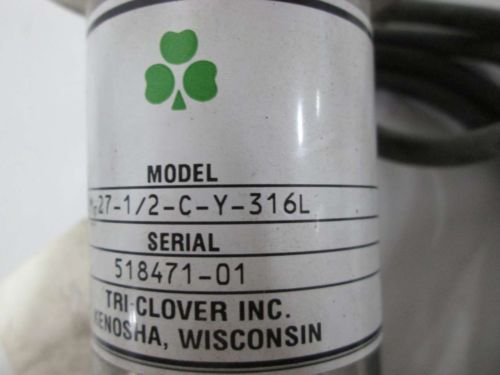 MODEL
-27-1/2-C-Y-316L
SERIAL
518471-01
TRI-CLOVER INC.
KENOSHA, WISCONSIN